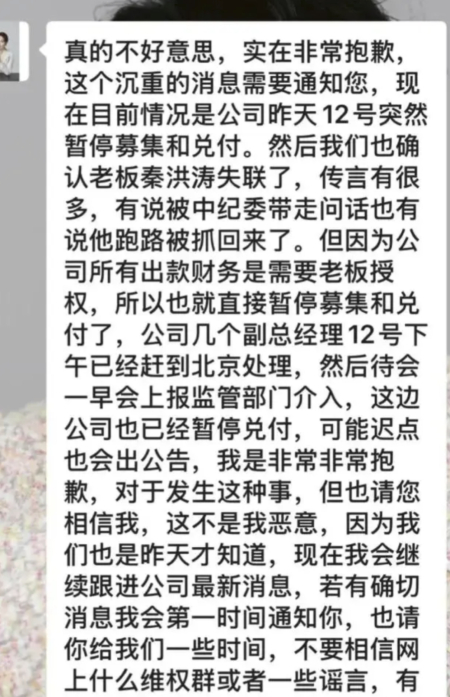 真的不好意思，实在非常抱歉，
这个沉重的消息需要通知您，现
在目前情况是公司昨天12号突然
暂停募集和兑付。然后我们也确
认老板秦洪涛失联了，传言有很
多，有说被中纪委带走问话也有
说他跑路被抓回来了。但因为公
司所有出款财务是需要老板授
权，所以也就直接暂停募集和兑
付了，公司几个副总经理12号下
午已经赶到北京处理，然后待会
一早会上报监管部门介入，这边
公司也已经暂停兑付，可能迟点
也会出公告，我是非常非常抱
歉，对于发生这种事，但也请您
相信我，这不是我恶意，因为我
们也是昨天才知道，现在我会继
续跟进公司最新消息，若有确切
消息我会第一时间通知你，也请
你给我们一些时间，不要相信网
上什么维权群或者一些谣言，有